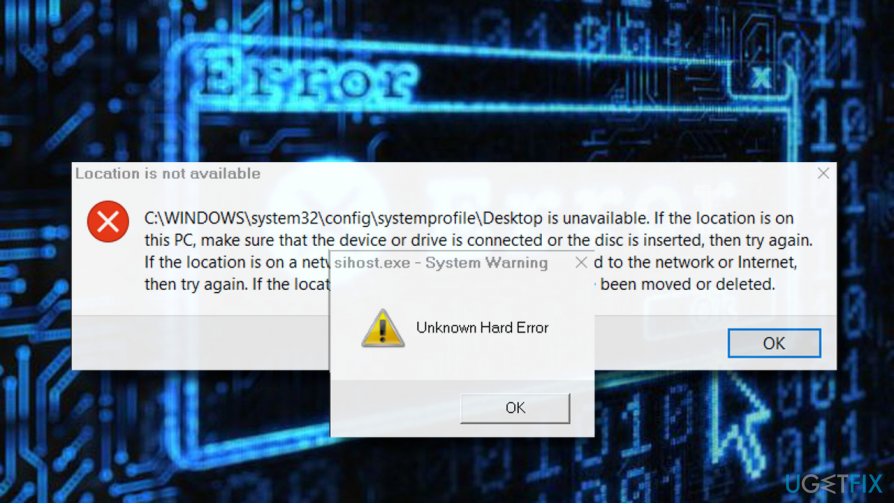 Error
x
Location is not available
C:\WINDOWS\system32\config\systemprofile\Desktop is unavailable. If the location is on
this PC, make sure that the device or drive is connected or the disc is inserted, then try again.
If the location is on a net
sihost.exe - System Warning
d to the network or Internet,
then try again. If the locat
been moved or deleted.
Unknown Hard Error
OK
OK
UGETFIX